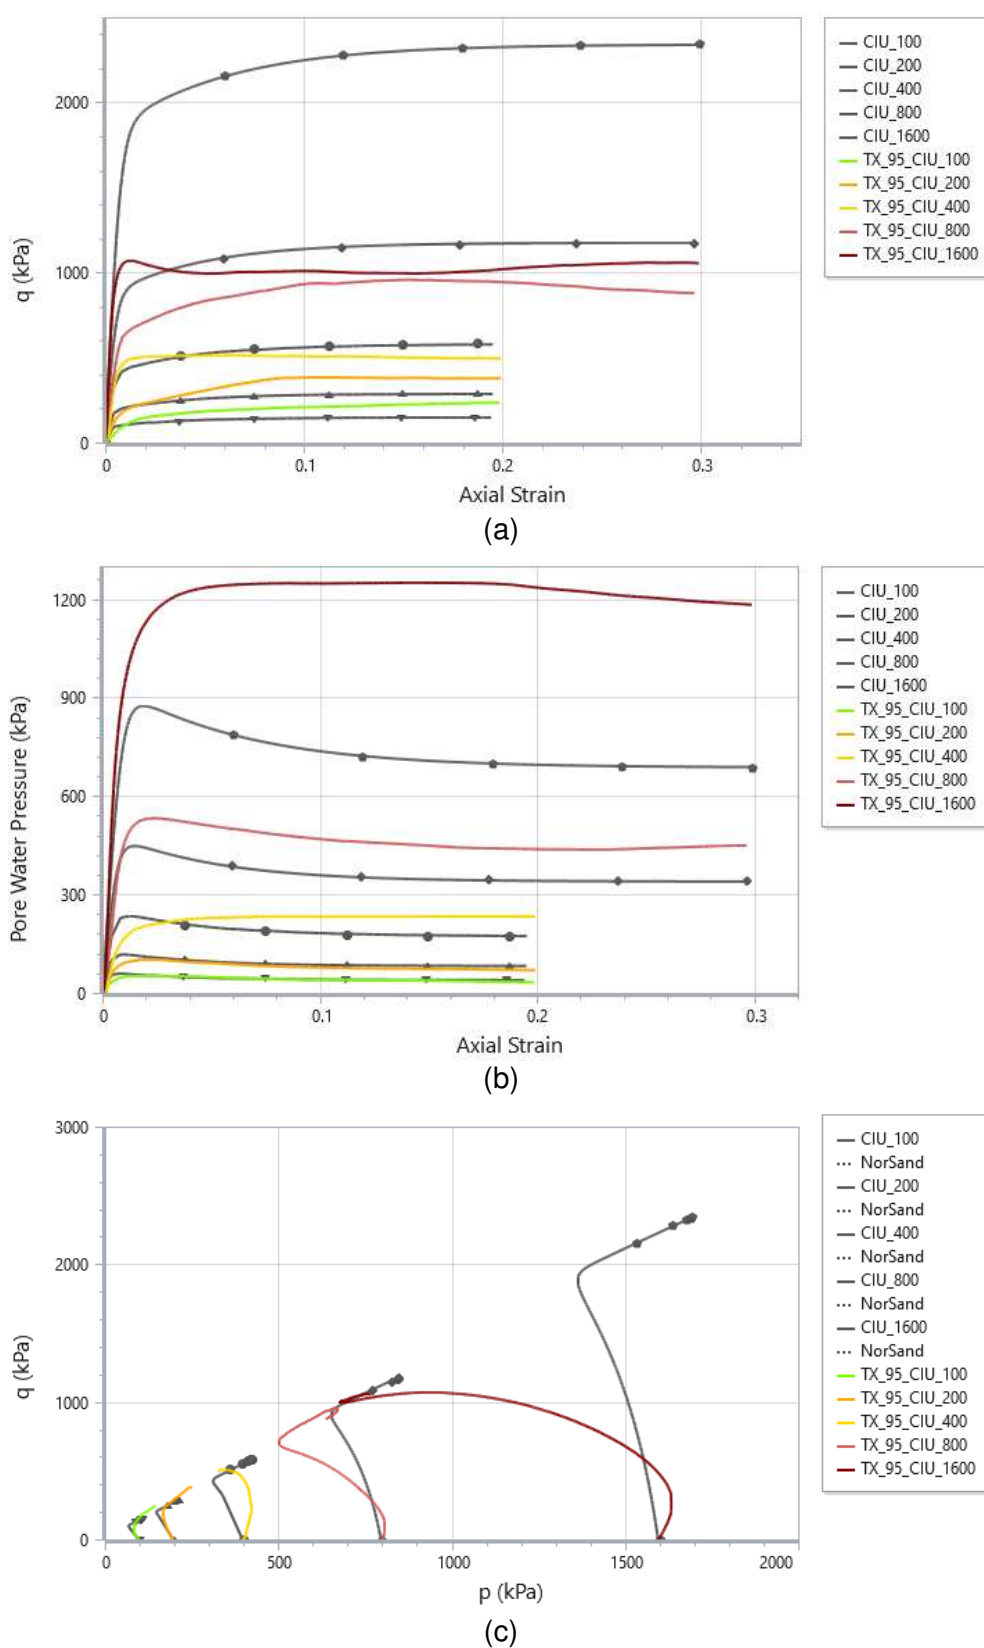 2000
1000
0
q (kPa)
0
0.1
0.2
0.3
Axial Strain
CIU_100
CIU_200
CIU_400
CIU_800
CIU_1600
TX_95_CIU_100
TX_95_CIU_200
TX_95_CIU_400
TX_95_CIU_800
TX_95_CIU_1600
(a)
1200
900
600
300
0
Pore Water Pressure (kPa)
0
0.1
0.2
0.3
Axial Strain
CIU_100
CIU_200
CIU_400
CIU_800
CIU_1600
TX_95_CIU_100
TX_95_CIU_200
TX_95_CIU_400
TX_95_CIU_800
TX_95_CIU_1600
(b)
3000
2000
1000
0
q (kPa)
0
500
1000
1500
2000
p (kPa)
CIU_100
NorSand
CIU_200
NorSand
CIU_400
NorSand
CIU_800
NorSand
CIU_1600
NorSand
TX_95_CIU_100
TX_95_CIU_200
TX_95_CIU_400
TX_95_CIU_800
TX_95_CIU_1600
(c)